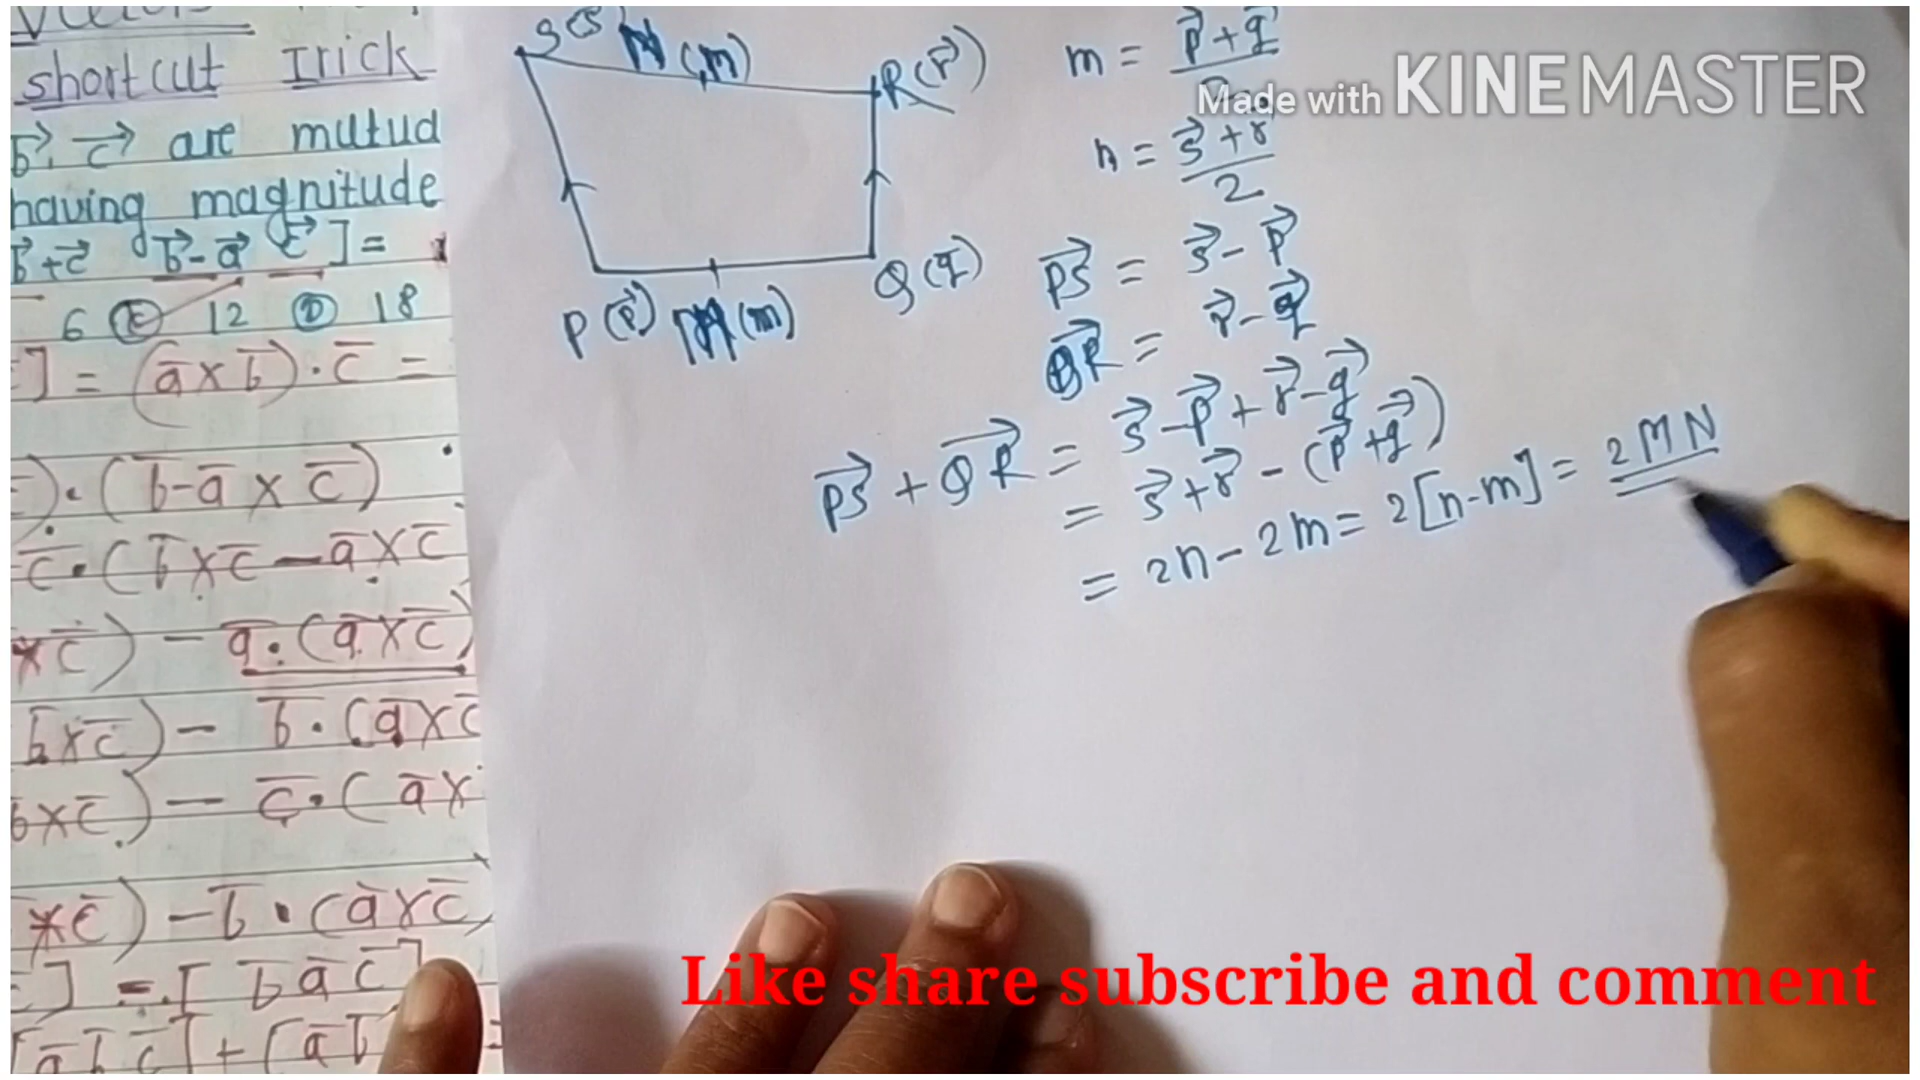 shortcut Trick
b⃗, c⃗ are mutual
having magnitude
b⃗+c⃗ b⃗-a⃗ c⃗ ] =
6 C 12 D 18
] = (a̅ × b̅) · c̅ =
) · (b̅-a̅ × c̅)
c̅ · (b̅×c̅ - a̅×c̅
×c̅) - a̅ · (a̅×c̅)
b̅×c̅) - b̅ · (a̅×c̅
b̅×c̅) - c̅ · (a̅×
×c̅) - b̅ · (a̅×c̅)
] = [ b̅ a̅ c̅ ]
[a̅ b̅ c̅] + [a̅ b̅ =
S(s⃗ N (m) R(r⃗)
P(p⃗) M(m) Q(q⃗)
m = p⃗+q⃗
n = s⃗+r⃗ / 2
PS⃗ = s⃗ - p⃗
QR⃗ = r⃗ - q⃗
PS⃗ + QR⃗ = s⃗ - p⃗ + r⃗ - q⃗
= s⃗ + r⃗ - (p⃗ + q⃗)
= 2n - 2m = 2[n-m] = 2MN
Made with KINEMASTER
Like share subscribe and comment